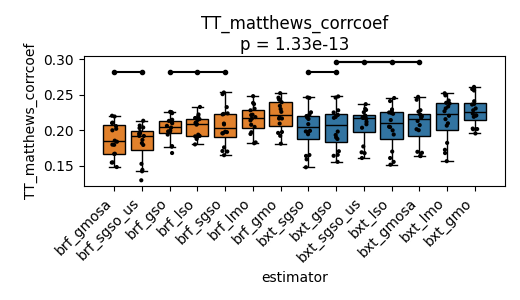 TT_matthews_corrcoef
p = 1.33e-13
TT_matthews_corrcoef
0.30
0.25
0.20
0.15
brf_gmosa
brf_sgso_us
brf_gso
brf_lso
brf_sgso
brf_lmo
brf_gmo
bxt_sgso
bxt_gso
bxt_sgso_us
bxt_lso
bxt_gmosa
bxt_lmo
bxt_gmo
estimator